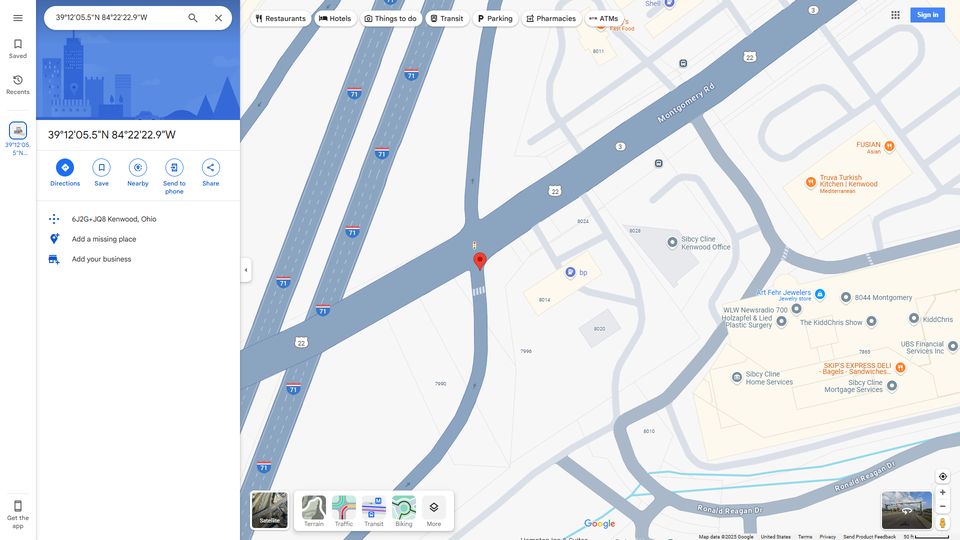 39°12'05.5"N 84°22'22.9"W
Restaurants
Hotels
Things to do
Transit
Parking
Pharmacies
ATMs
Sign in
Saved
Recents
39°12'05.
5"N...
Get the
app
39°12'05.5"N 84°22'22.9"W
Directions
Save
Nearby
Send to
phone
Share
6J2G+JQ8 Kenwood, Ohio
Add a missing place
Add your business
Shell
Fast Food
8011
3
22
71
71
71
71
71
71
71
71
Montgomery Rd
3
22
22
FUSIAN
Asian
Truva Turkish
Kitchen | Kenwood
Mediterranean
8024
8028
Sibcy Cline
Kenwood Office
bp
8014
8020
7996
7990
8010
Art Fehr Jewelers
Jewelry store
8044 Montgomery
WLW Newsradio 700
Holzapfel & Lied
Plastic Surgery
The KiddChris Show
KiddChris
UBS Financial
Services Inc
7865
SKIP'S EXPRESS DELI
- Bagels - Sandwiches...
Sibcy Cline
Home Services
Sibcy Cline
Mortgage Services
Ronald Reagan Dr
Ronald Reagan Dr
Satellite
Terrain
Traffic
Transit
Biking
More
Google
Map data ©2025 Google
United States
Terms
Privacy
Send Product Feedback
50 ft